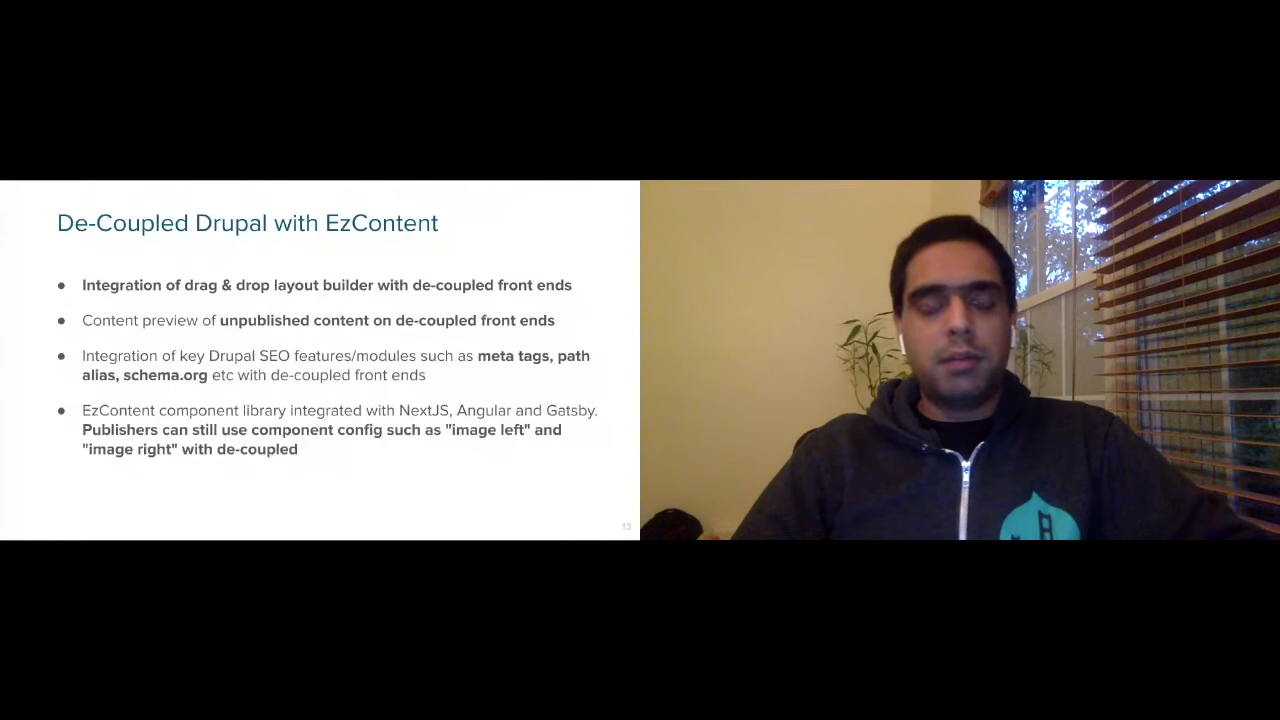 De-Coupled Drupal with EzContent
● Integration of drag & drop layout builder with de-coupled front ends
● Content preview of unpublished content on de-coupled front ends
● Integration of key Drupal SEO features/modules such as meta tags, path
alias, schema.org etc with de-coupled front ends
● EzContent component library integrated with NextJS, Angular and Gatsby.
Publishers can still use component config such as "image left" and
"image right" with de-coupled
13